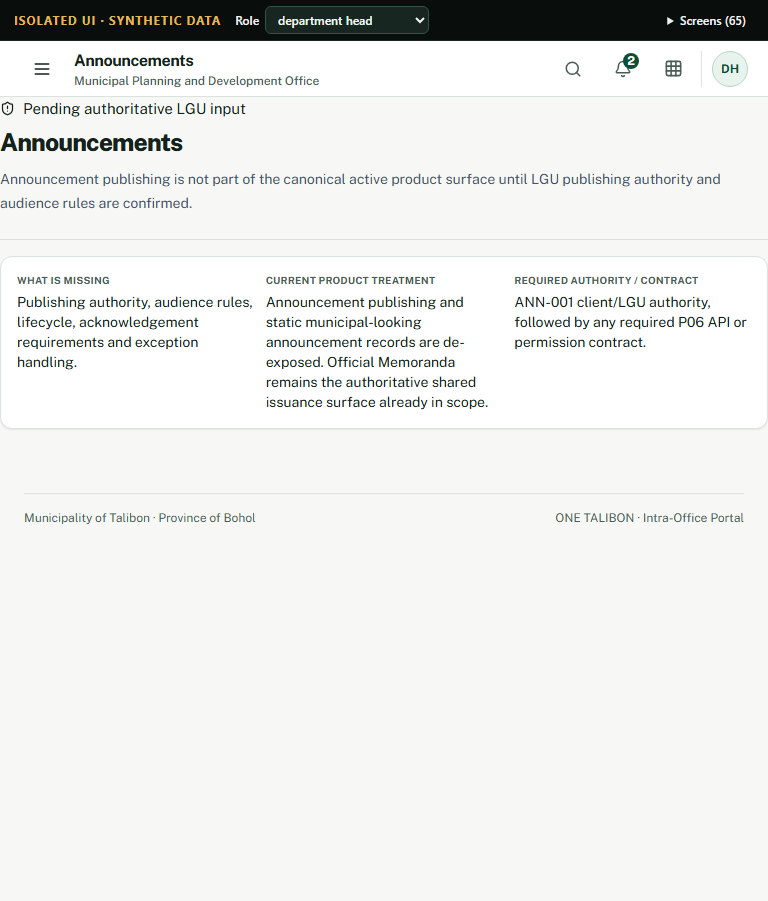 ISOLATED UI · SYNTHETIC DATA Role department head Screens (65)
Announcements
Municipal Planning and Development Office
2
DH
Pending authoritative LGU input
Announcements
Announcement publishing is not part of the canonical active product surface until LGU publishing authority and
audience rules are confirmed.
WHAT IS MISSING
Publishing authority, audience rules,
lifecycle, acknowledgement
requirements and exception
handling.
CURRENT PRODUCT TREATMENT
Announcement publishing and
static municipal-looking
announcement records are de-
exposed. Official Memoranda
remains the authoritative shared
issuance surface already in scope.
REQUIRED AUTHORITY / CONTRACT
ANN-001 client/LGU authority,
followed by any required P06 API or
permission contract.
Municipality of Talibon · Province of Bohol
ONE TALIBON · Intra-Office Portal